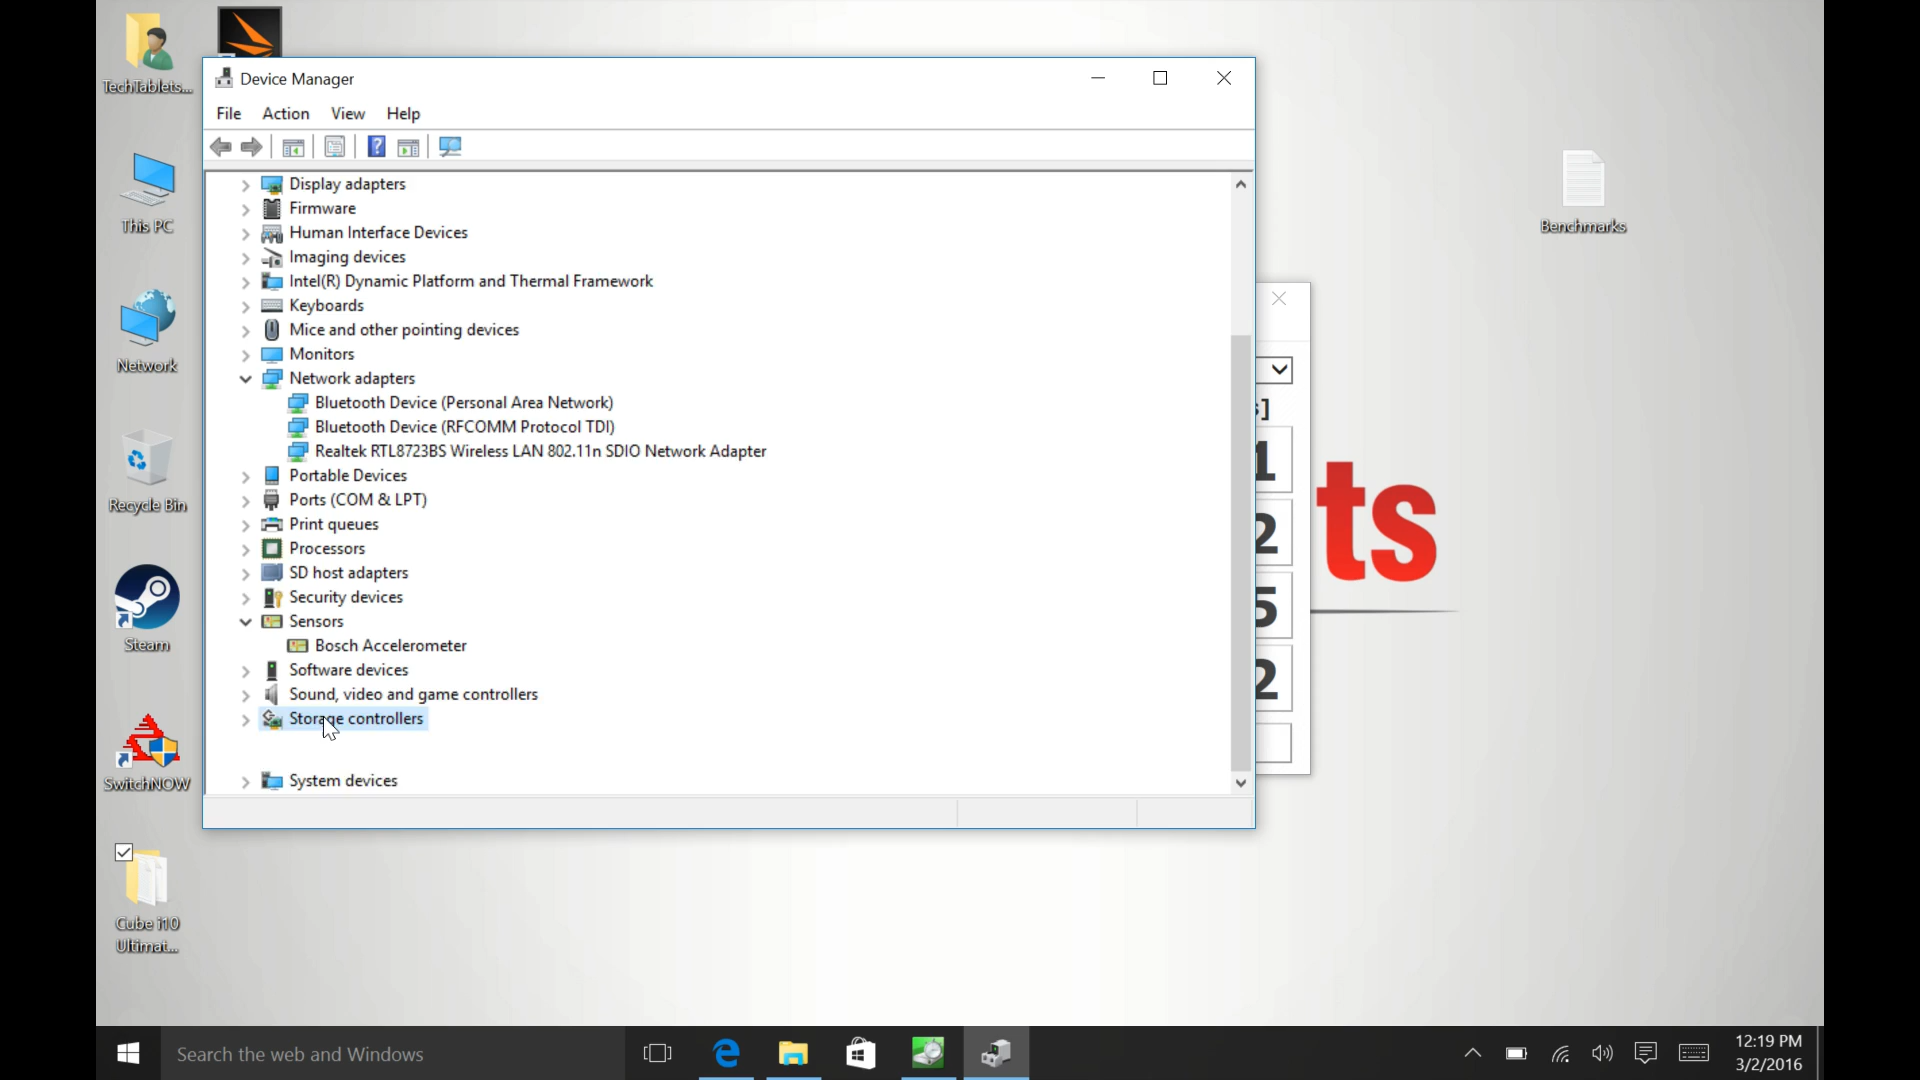 TechTablets...
This PC
Network
Recycle Bin
Steam
SwitchNOW
Cube i10
Ultimat...
Device Manager
File Action View Help
Display adapters
Firmware
Human Interface Devices
Imaging devices
Intel(R) Dynamic Platform and Thermal Framework
Keyboards
Mice and other pointing devices
Monitors
Network adapters
Bluetooth Device (Personal Area Network)
Bluetooth Device (RFCOMM Protocol TDI)
Realtek RTL8723BS Wireless LAN 802.11n SDIO Network Adapter
Portable Devices
Ports (COM & LPT)
Print queues
Processors
SD host adapters
Security devices
Sensors
Bosch Accelerometer
Software devices
Sound, video and game controllers
Storage controllers
System devices
]
1
2
5
2
ts
Benchmarks
Search the web and Windows
12:19 PM
3/2/2016